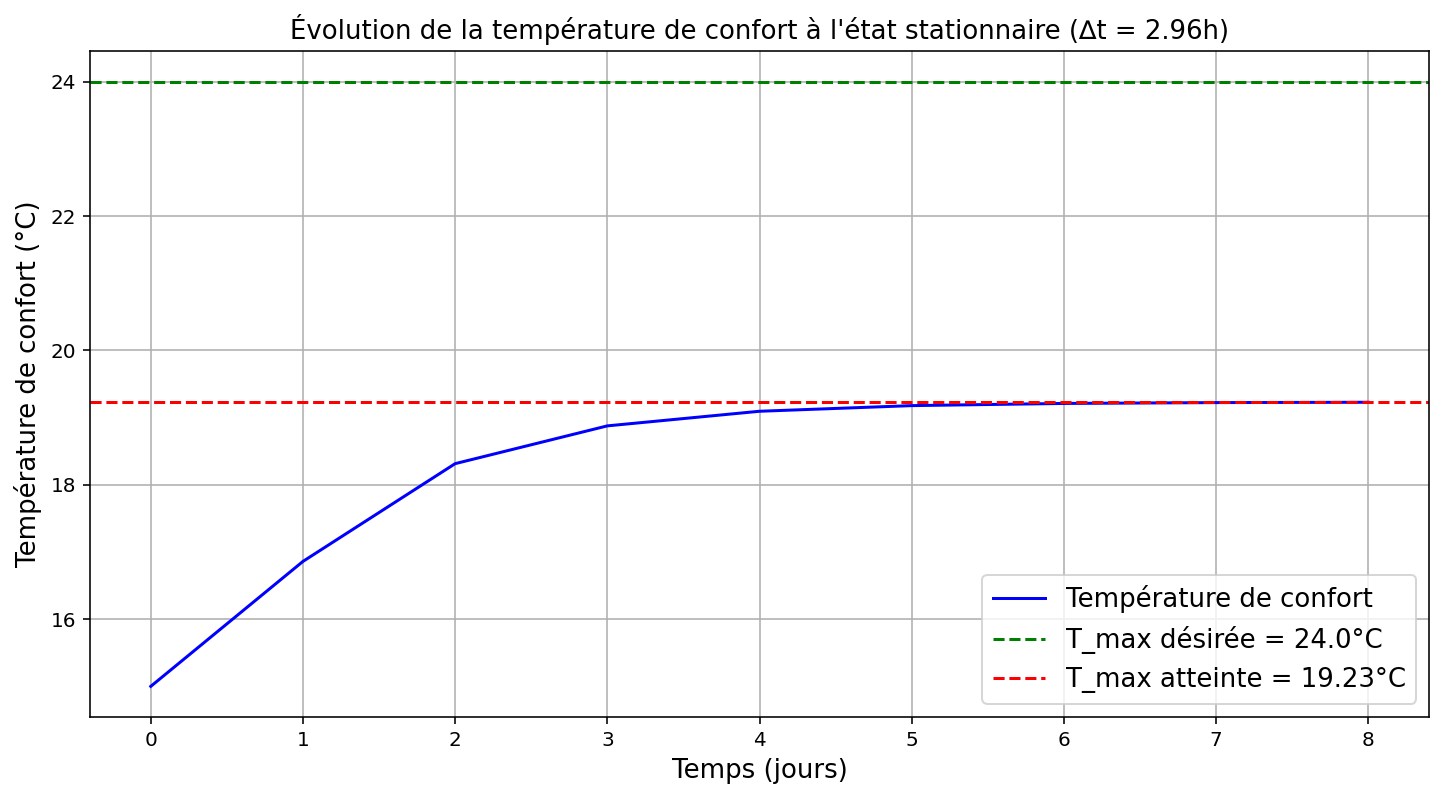 Évolution de la température de confort à l'état stationnaire (Δt = 2.96h)
Température de confort (°C)
24
22
20
18
16
Température de confort
T_max désirée = 24.0°C
T_max atteinte = 19.23°C
0 1 2 3 4 5 6 7 8
Temps (jours)